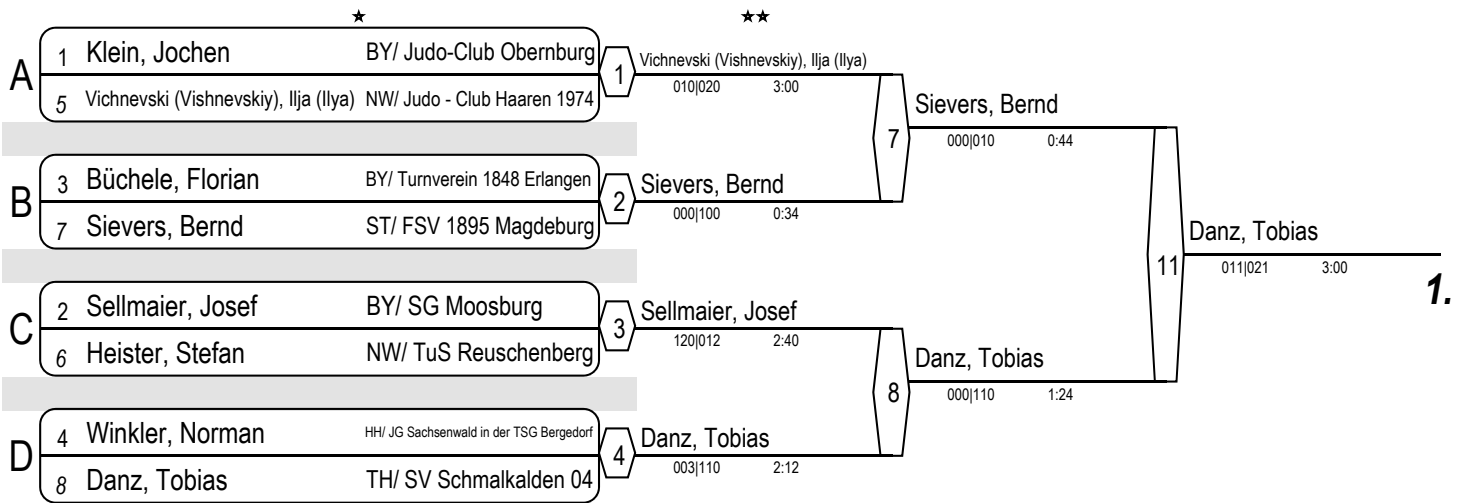 ★ ★★
A
1 Klein, Jochen BY/ Judo-Club Obernburg
5 Vichnevski (Vishnevskiy), Ilja (Ilya) NW/ Judo - Club Haaren 1974
1
Vichnevski (Vishnevskiy), Ilja (Ilya)
010|020 3:00
B
3 Büchele, Florian BY/ Turnverein 1848 Erlangen
7 Sievers, Bernd ST/ FSV 1895 Magdeburg
2
Sievers, Bernd
000|100 0:34
C
2 Sellmaier, Josef BY/ SG Moosburg
6 Heister, Stefan NW/ TuS Reuschenberg
3
Sellmaier, Josef
120|012 2:40
D
4 Winkler, Norman HH/ JG Sachsenwald in der TSG Bergedorf
8 Danz, Tobias TH/ SV Schmalkalden 04
4
Danz, Tobias
003|110 2:12
7
Sievers, Bernd
000|010 0:44
8
Danz, Tobias
000|110 1:24
11
Danz, Tobias
011|021 3:00
1.